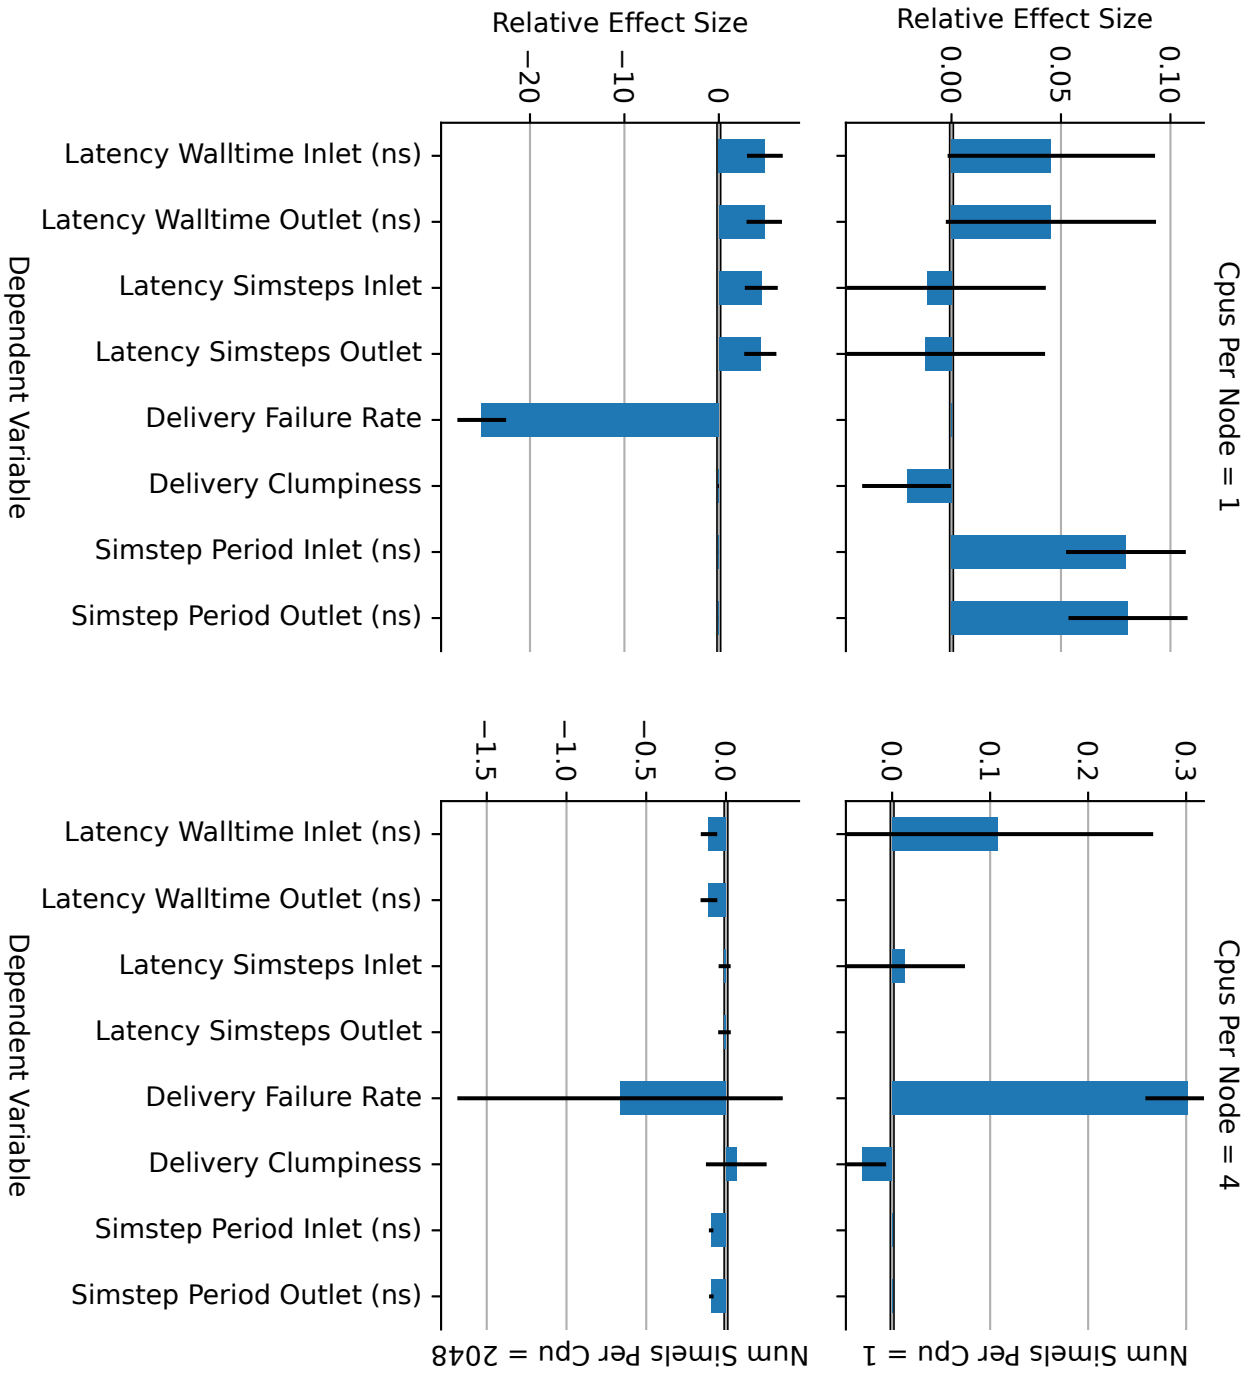 Cpus Per Node = 1
Cpus Per Node = 4
Relative Effect Size
0.00
0.05
0.10
0.0
0.1
0.2
0.3
Num Simels Per Cpu = 1
Relative Effect Size
−20
−10
0
−1.5
−1.0
−0.5
0.0
Num Simels Per Cpu = 2048
Latency Walltime Inlet (ns)
Latency Walltime Outlet (ns)
Latency Simsteps Inlet
Latency Simsteps Outlet
Delivery Failure Rate
Delivery Clumpiness
Simstep Period Inlet (ns)
Simstep Period Outlet (ns)
Dependent Variable
Latency Walltime Inlet (ns)
Latency Walltime Outlet (ns)
Latency Simsteps Inlet
Latency Simsteps Outlet
Delivery Failure Rate
Delivery Clumpiness
Simstep Period Inlet (ns)
Simstep Period Outlet (ns)
Dependent Variable